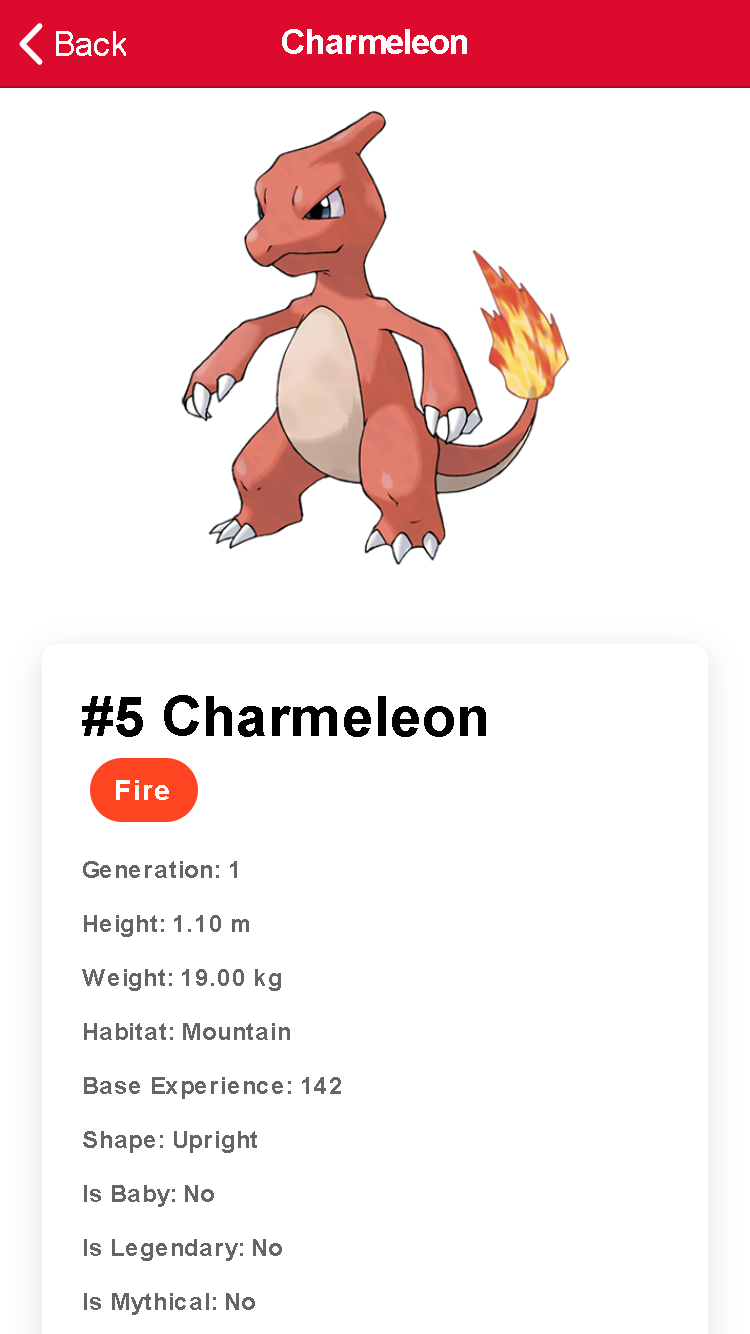 Back
Charmeleon
#5 Charmeleon
Fire
Generation: 1
Height: 1.10 m
Weight: 19.00 kg
Habitat: Mountain
Base Experience: 142
Shape: Upright
Is Baby: No
Is Legendary: No
Is Mythical: No